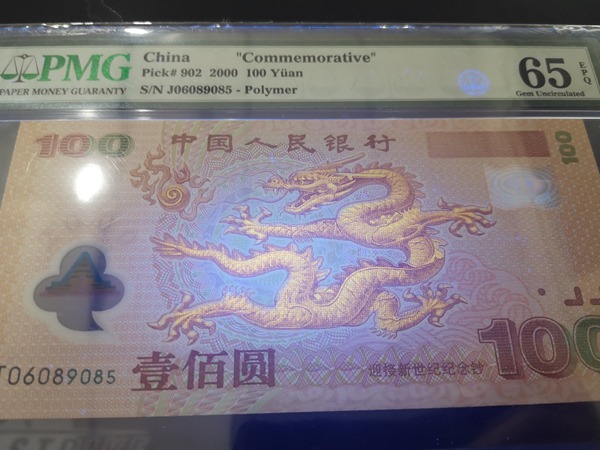 PMG
PAPER MONEY GUARANTY
China "Commemorative"
Pick# 902 2000 100 Yüan
S/N J06089085 - Polymer
65 EPQ
Gem Uncirculated
100 中国人民银行
100
J06089085 壹佰圆 迎接新世纪纪念钞 100